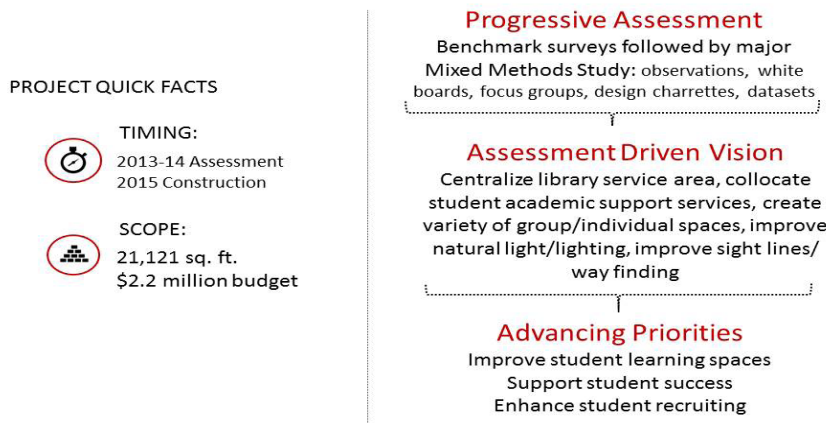 PROJECT QUICK FACTS
TIMING:
2013-14 Assessment
2015 Construction
SCOPE:
21,121 sq. ft.
$2.2 million budget
Progressive Assessment
Benchmark surveys followed by major
Mixed Methods Study: observations, white
boards, focus groups, design charrettes, datasets
Assessment Driven Vision
Centralize library service area, collocate
student academic support services, create
variety of group/individual spaces, improve
natural light/lighting, improve sight lines/
way finding
Advancing Priorities
Improve student learning spaces
Support student success
Enhance student recruiting